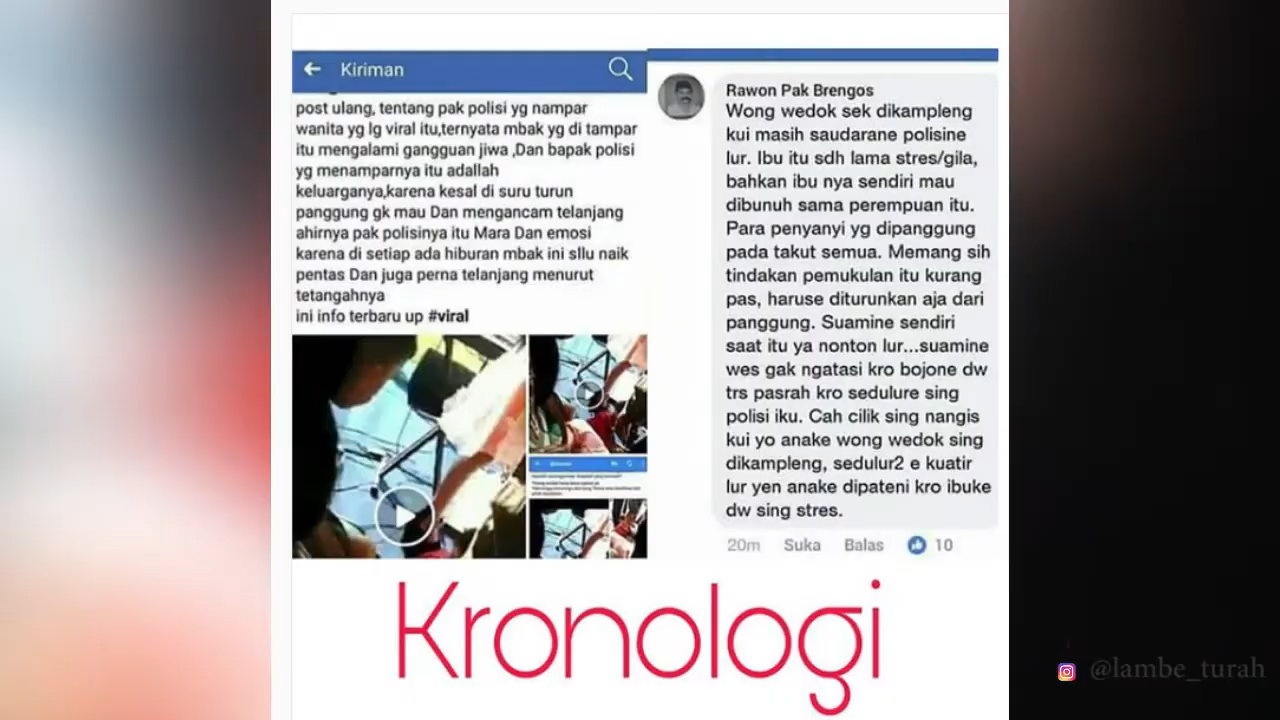 Kiriman
post ulang, tentang pak polisi yg nampar
wanita yg lg viral itu,ternyata mbak yg di tampar
itu mengalami gangguan jiwa ,Dan bapak polisi
yg menamparnya itu adallah
keluarganya,karena kesal di suru turun
panggung gk mau Dan mengancam telanjang
ahirnya pak polisinya itu Mara Dan emosi
karena di setiap ada hiburan mbak ini sllu naik
pentas Dan juga perna telanjang menurut
tetangahnya
ini info terbaru up #viral
Rawon Pak Brengos
Wong wedok sek dikampleng
kui masih saudarane polisine
lur. Ibu itu sdh lama stres/gila,
bahkan ibu nya sendiri mau
dibunuh sama perempuan itu.
Para penyanyi yg dipanggung
pada takut semua. Memang sih
tindakan pemukulan itu kurang
pas, haruse diturunkan aja dari
panggung. Suamine sendiri
saat itu ya nonton lur...suamine
wes gak ngatasi kro bojone dw
trs pasrah kro sedulure sing
polisi iku. Cah cilik sing nangis
kui yo anake wong wedok sing
dikampleng, sedulur2 e kuatir
lur yen anake dipateni kro ibuke
dw sing stres.
20m Suka Balas 10
Kronologi
@lambe_turah